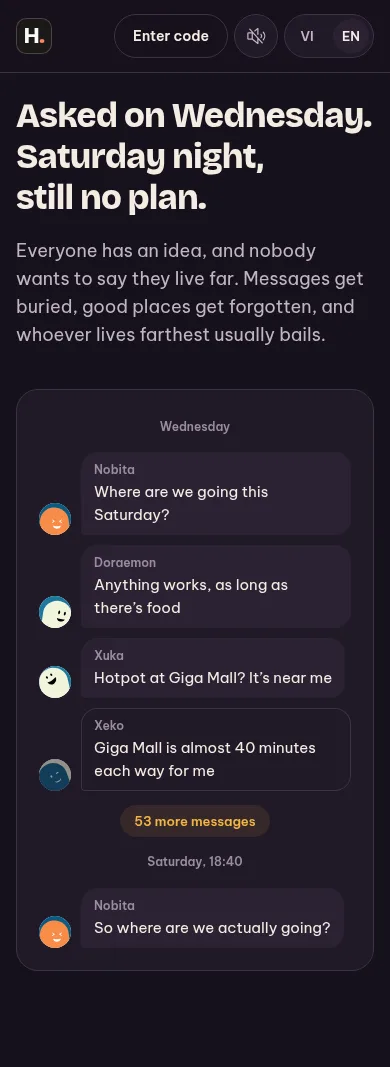 H.
Enter code
VI
EN
Asked on Wednesday.
Saturday night,
still no plan.
Everyone has an idea, and nobody
wants to say they live far. Messages get
buried, good places get forgotten, and
whoever lives farthest usually bails.
Wednesday
Nobita
Where are we going this
Saturday?
Doraemon
Anything works, as long as
there’s food
Xuka
Hotpot at Giga Mall? It’s near me
Xeko
Giga Mall is almost 40 minutes
each way for me
53 more messages
Saturday, 18:40
Nobita
So where are we actually going?